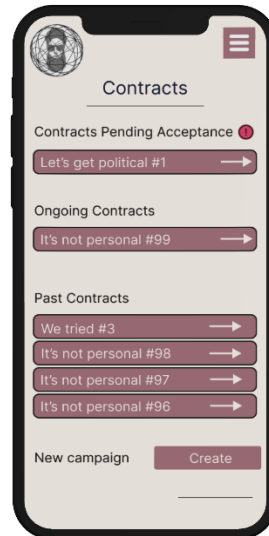 Contracts
Contracts Pending Acceptance !
Let's get political #1
Ongoing Contracts
It's not personal #99
Past Contracts
We tried #3
It's not personal #98
It's not personal #97
It's not personal #96
New campaign Create